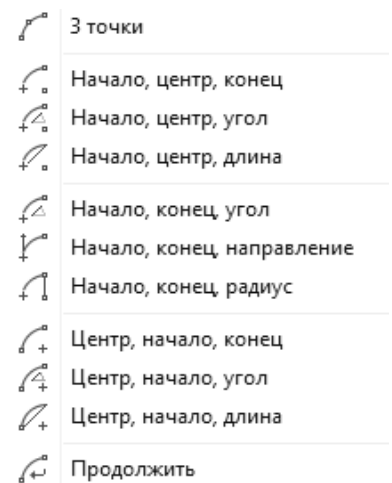 3 точки
Начало, центр, конец
Начало, центр, угол
Начало, центр, длина
Начало, конец, угол
Начало, конец, направление
Начало, конец, радиус
Центр, начало, конец
Центр, начало, угол
Центр, начало, длина
Продолжить